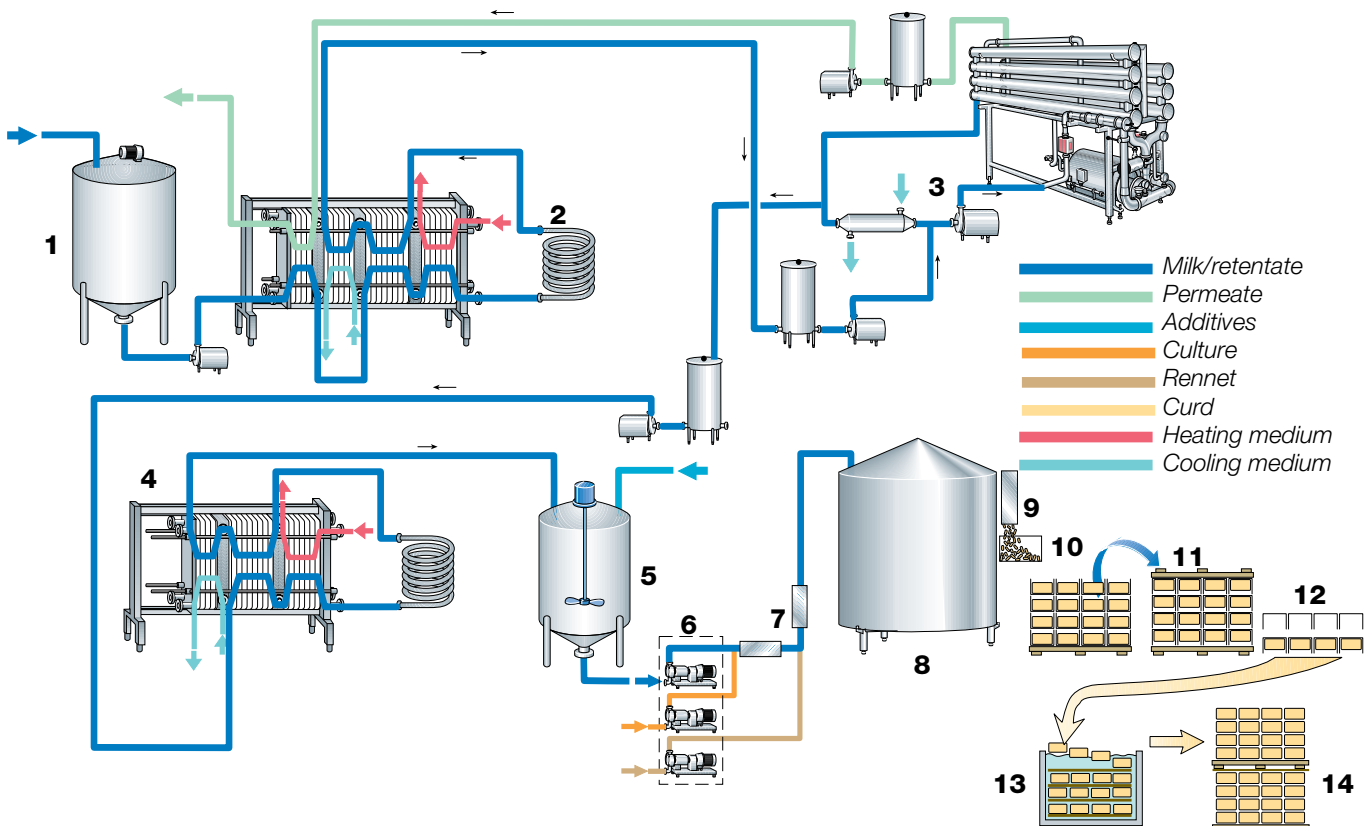 1
2
3
Milk/retentate
Permeate
Additives
Culture
Rennet
Curd
Heating medium
Cooling medium
4
5
6
7
8
9
10
11
12
13
14